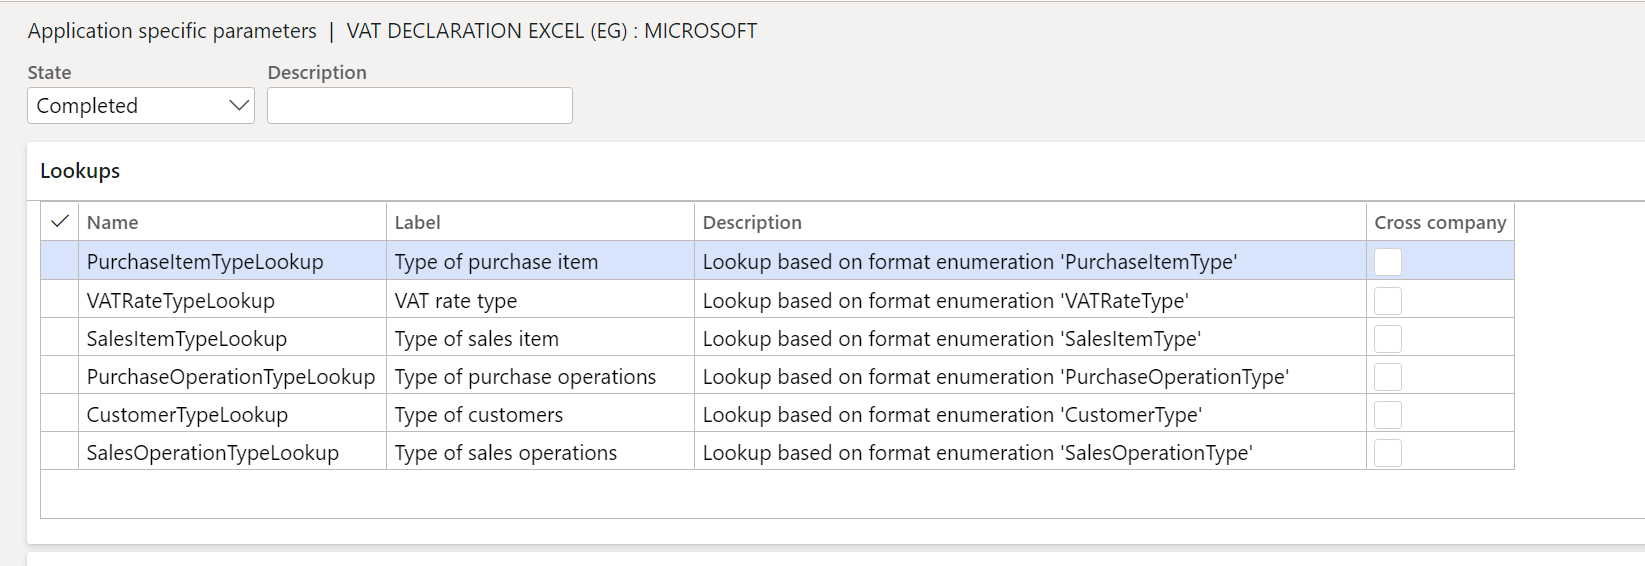 Application specific parameters | VAT DECLARATION EXCEL (EG) : MICROSOFT
State Description
Completed
Lookups
Name Label Description Cross company
PurchaseItemTypeLookup Type of purchase item Lookup based on format enumeration 'PurchaseItemType'
VATRateTypeLookup VAT rate type Lookup based on format enumeration 'VATRateType'
SalesItemTypeLookup Type of sales item Lookup based on format enumeration 'SalesItemType'
PurchaseOperationTypeLookup Type of purchase operations Lookup based on format enumeration 'PurchaseOperationType'
CustomerTypeLookup Type of customers Lookup based on format enumeration 'CustomerType'
SalesOperationTypeLookup Type of sales operations Lookup based on format enumeration 'SalesOperationType'